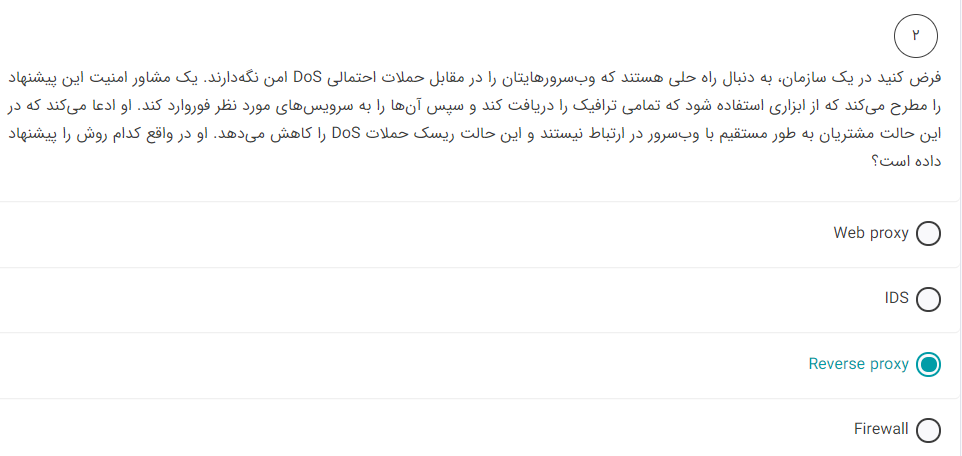 ۲
فرض کنید در یک سازمان، به دنبال راه حلی هستند که وب‌سرورهایتان را در مقابل حملات احتمالی DoS امن نگه‌دارند. یک مشاور امنیت این پیشنهاد
را مطرح می‌کند که از ابزاری استفاده شود که تمامی ترافیک را دریافت کند و سپس آن‌ها را به سرویس‌های مورد نظر فوروارد کند. او ادعا می‌کند که در
این حالت مشتریان به طور مستقیم با وب‌سرور در ارتباط نیستند و این حالت ریسک حملات DoS را کاهش می‌دهد. او در واقع کدام روش را پیشنهاد
داده است؟
Web proxy
IDS
Reverse proxy
Firewall